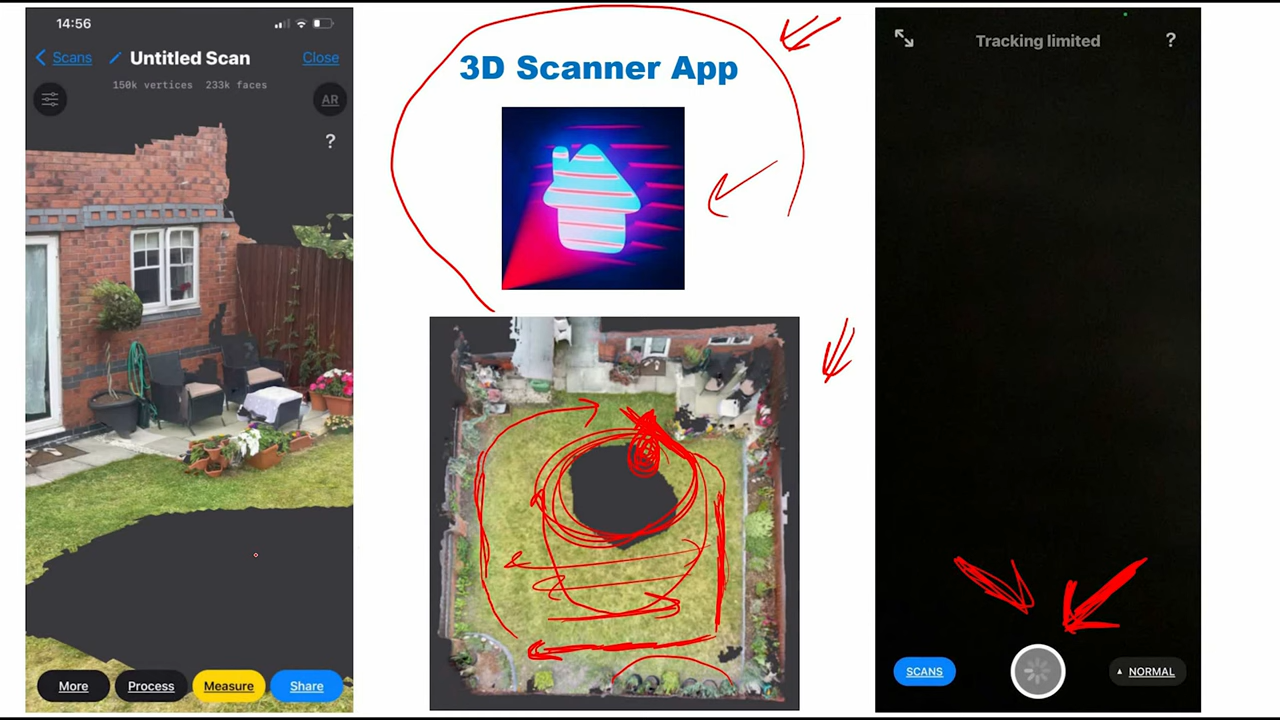 14:56
Scans
Untitled Scan
Close
150k vertices 233k faces
AR
?
More
Process
Measure
Share
3D Scanner App
Tracking limited
?
SCANS
NORMAL